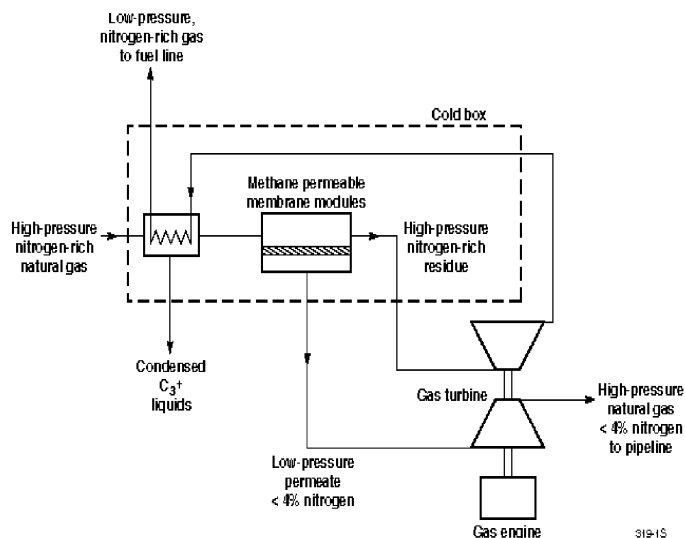 Low-pressure,
nitrogen-rich gas
to fuel line
Cold box
Methane permeable
membrane modules
High-pressure
nitrogen-rich
natural gas
High-pressure
nitrogen-rich
residue
Condensed
C3+
liquids
Gas turbine
High-pressure
natural gas
< 4% nitrogen
to pipeline
Low-pressure
permeate
< 4% nitrogen
Gas engine
319-1S